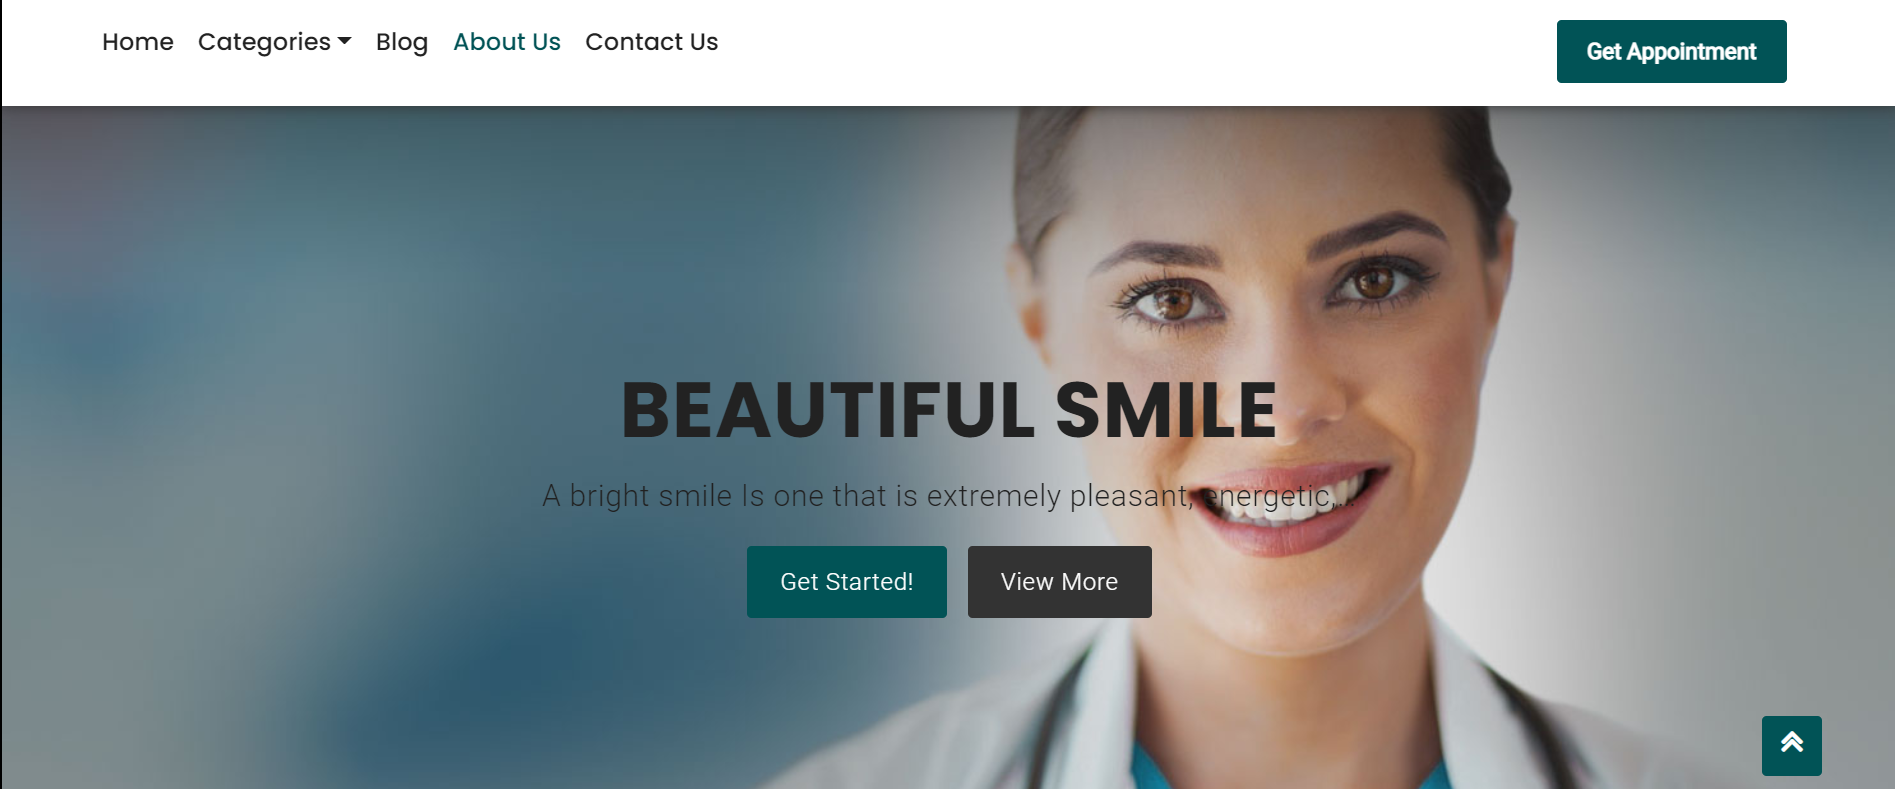 Home Categories Blog About Us Contact Us Get Appointment
BEAUTIFUL SMILE
A bright smile Is one that is extremely pleasant, energetic,...
Get Started! View More